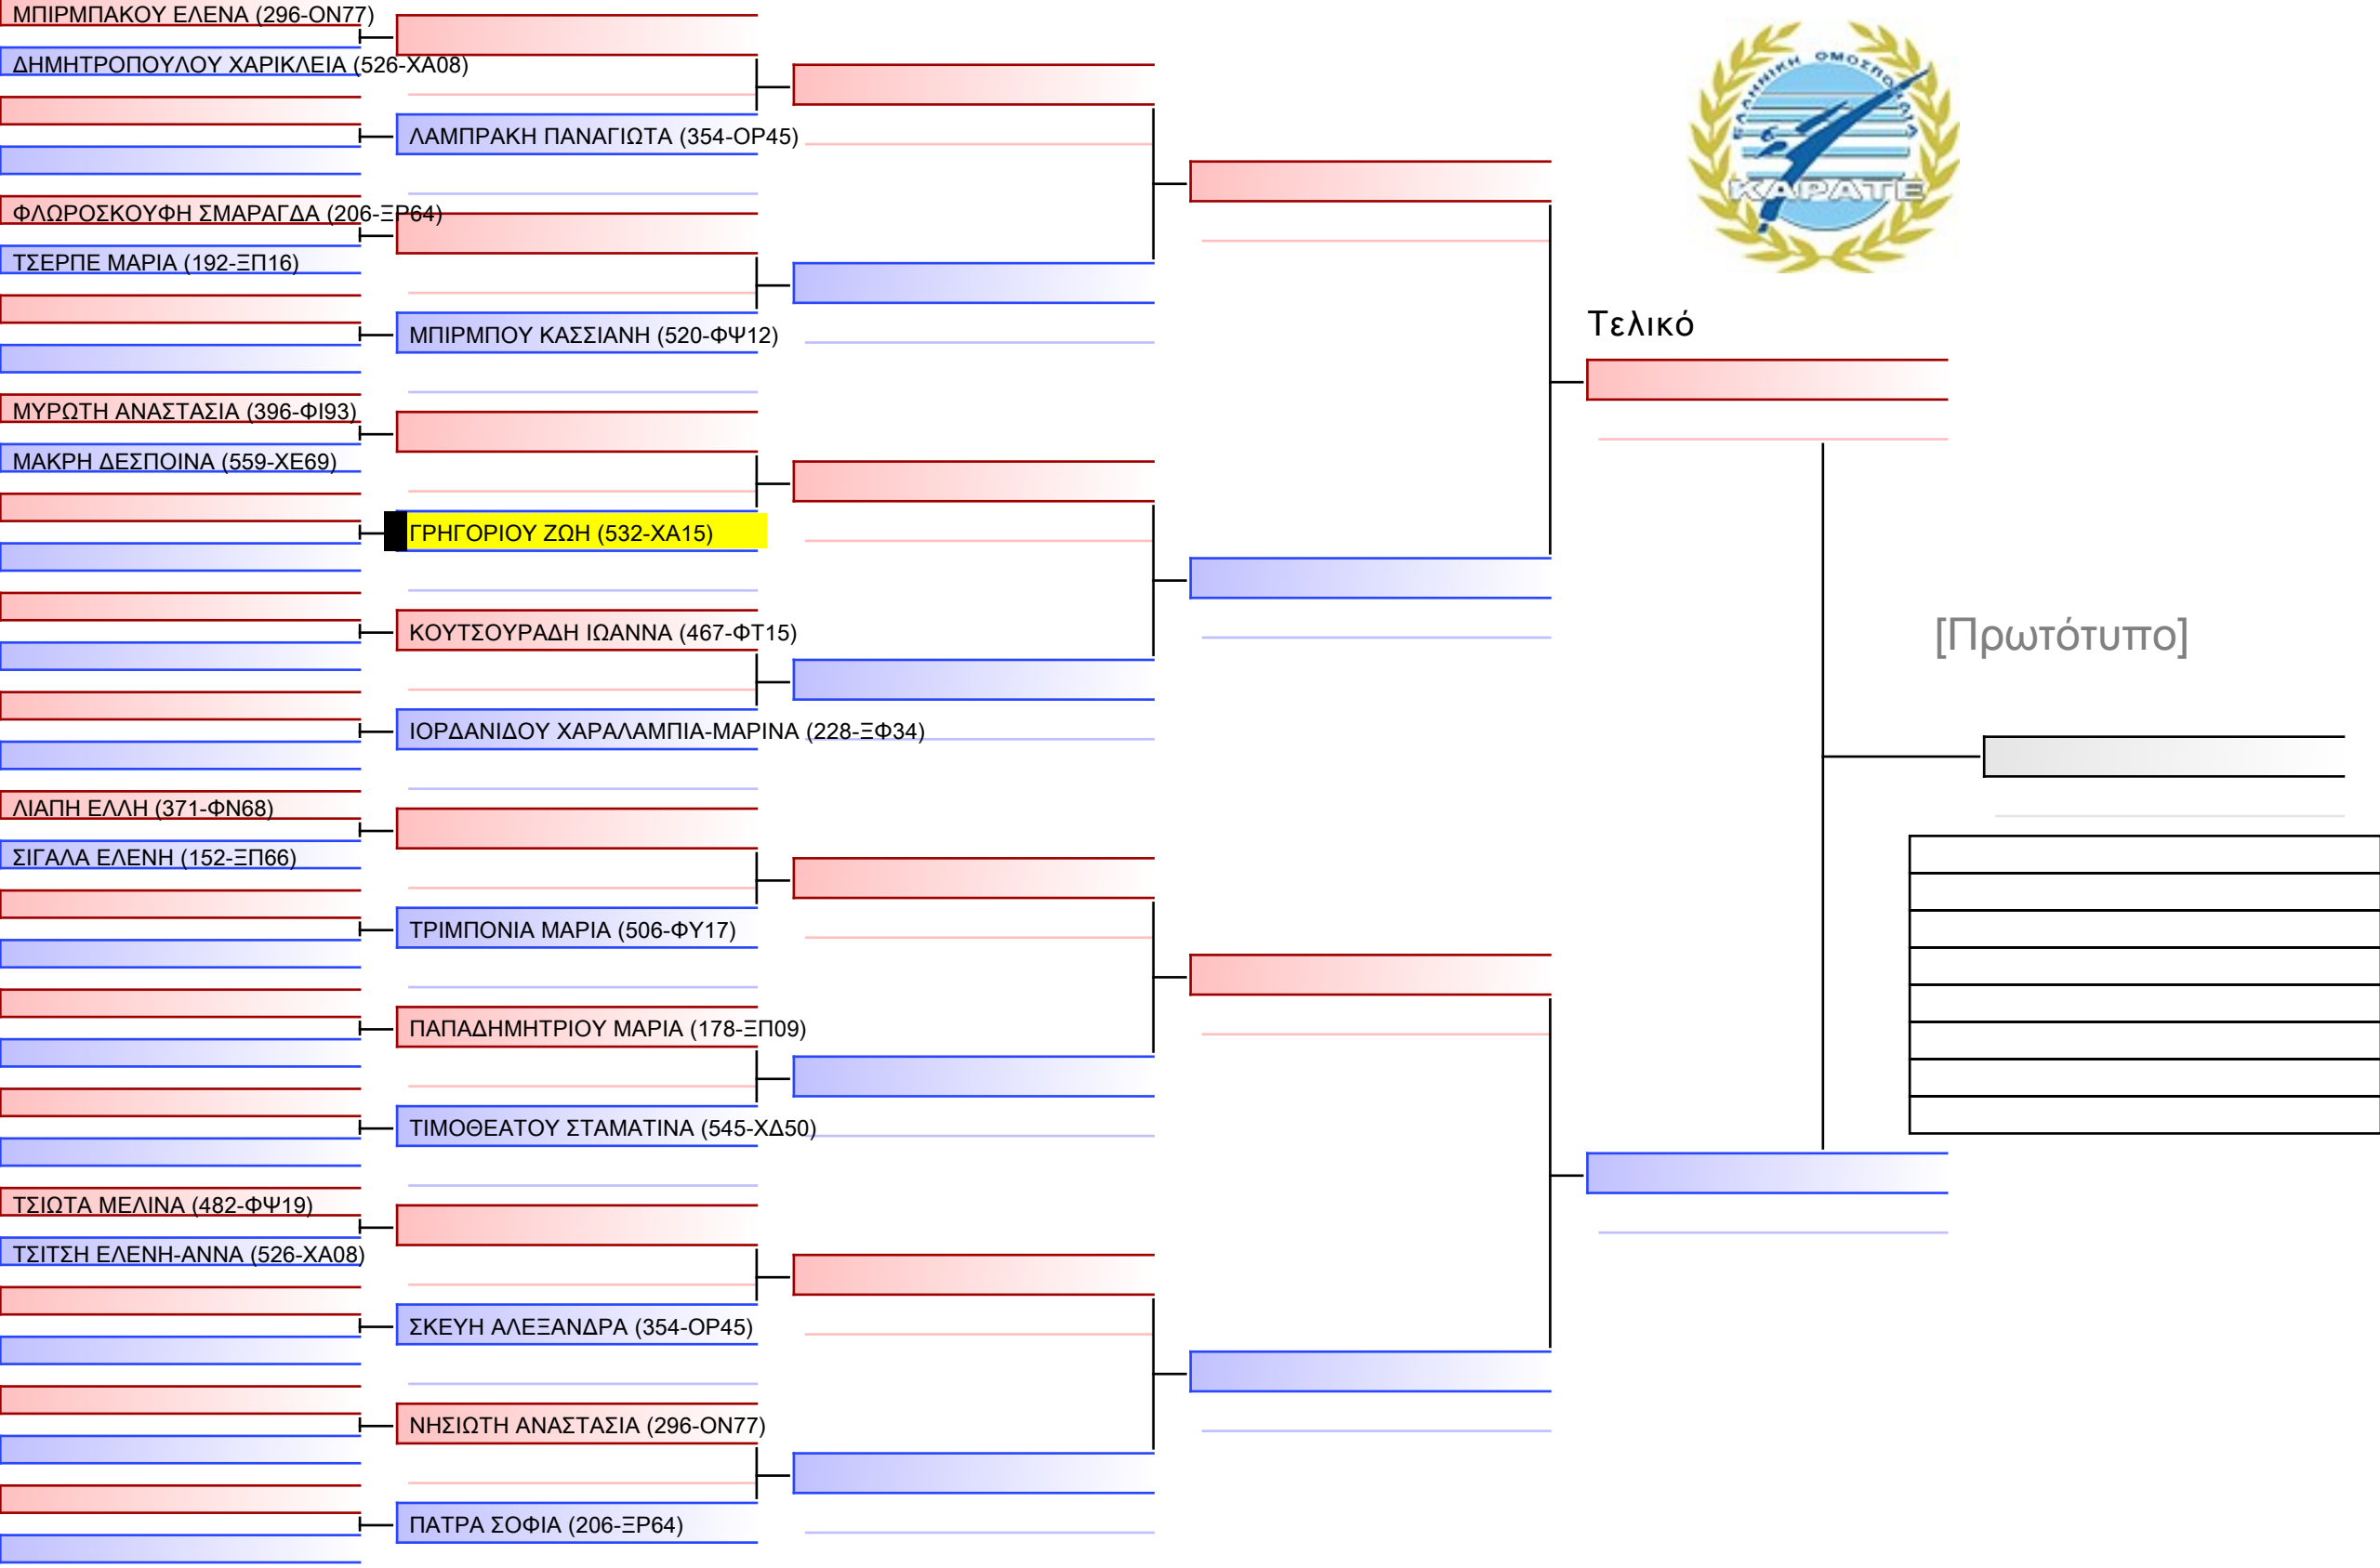 ΜΠΙΡΜΠΑΚΟΥ ΕΛΕΝΑ (296-ΟΝ77)
ΔΗΜΗΤΡΟΠΟΥΛΟΥ ΧΑΡΙΚΛΕΙΑ (526-ΧΑ08)
ΛΑΜΠΡΑΚΗ ΠΑΝΑΓΙΩΤΑ (354-ΟΡ45)
ΦΛΩΡΟΣΚΟΥΦΗ ΣΜΑΡΑΓΔΑ (206-ΞΡ64)
ΤΣΕΡΠΕ ΜΑΡΙΑ (192-ΞΠ16)
ΜΠΙΡΜΠΟΥ ΚΑΣΣΙΑΝΗ (520-ΦΨ12)
ΜΥΡΩΤΗ ΑΝΑΣΤΑΣΙΑ (396-ΦΙ93)
ΜΑΚΡΗ ΔΕΣΠΟΙΝΑ (559-ΧΕ69)
ΓΡΗΓΟΡΙΟΥ ΖΩΗ (532-ΧΑ15)
ΚΟΥΤΣΟΥΡΑΔΗ ΙΩΑΝΝΑ (467-ΦΤ15)
ΙΟΡΔΑΝΙΔΟΥ ΧΑΡΑΛΑΜΠΙΑ-ΜΑΡΙΝΑ (228-ΞΦ34)
ΛΙΑΠΗ ΕΛΛΗ (371-ΦΝ68)
ΣΙΓΑΛΑ ΕΛΕΝΗ (152-ΞΠ66)
ΤΡΙΜΠΟΝΙΑ ΜΑΡΙΑ (506-ΦΥ17)
ΠΑΠΑΔΗΜΗΤΡΙΟΥ ΜΑΡΙΑ (178-ΞΠ09)
ΤΙΜΟΘΕΑΤΟΥ ΣΤΑΜΑΤΙΝΑ (545-ΧΔ50)
ΤΣΙΩΤΑ ΜΕΛΙΝΑ (482-ΦΨ19)
ΤΣΙΤΣΗ ΕΛΕΝΗ-ΑΝΝΑ (526-ΧΑ08)
ΣΚΕΥΗ ΑΛΕΞΑΝΔΡΑ (354-ΟΡ45)
ΝΗΣΙΩΤΗ ΑΝΑΣΤΑΣΙΑ (296-ΟΝ77)
ΠΑΤΡΑ ΣΟΦΙΑ (206-ΞΡ64)
ΕΛΛΗΝΙΚΗ ΟΜΟΣΠΟΝΔΙΑ
ΚΑΡΑΤΕ
Τελικό
[Πρωτότυπο]